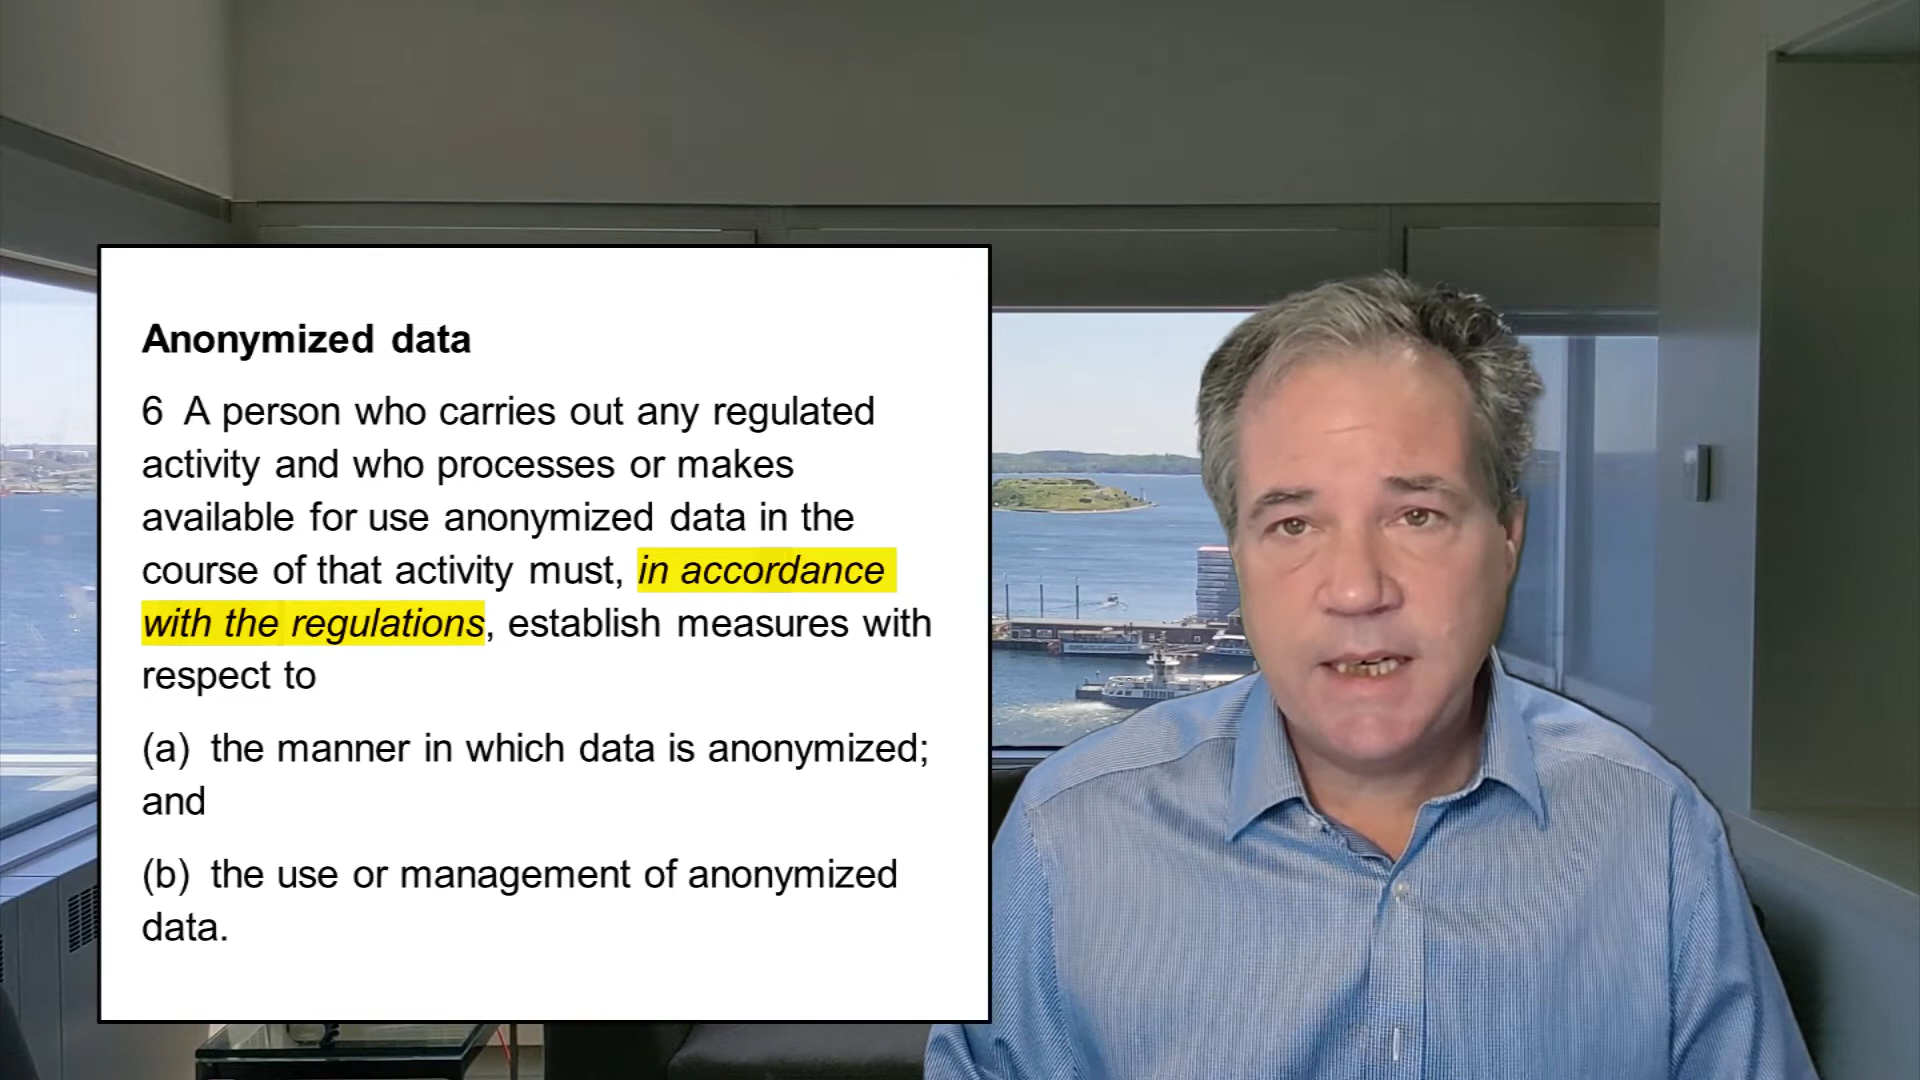 Anonymized data
6 A person who carries out any regulated
activity and who processes or makes
available for use anonymized data in the
course of that activity must, in accordance
with the regulations, establish measures with
respect to
(a) the manner in which data is anonymized;
and
(b) the use or management of anonymized
data.